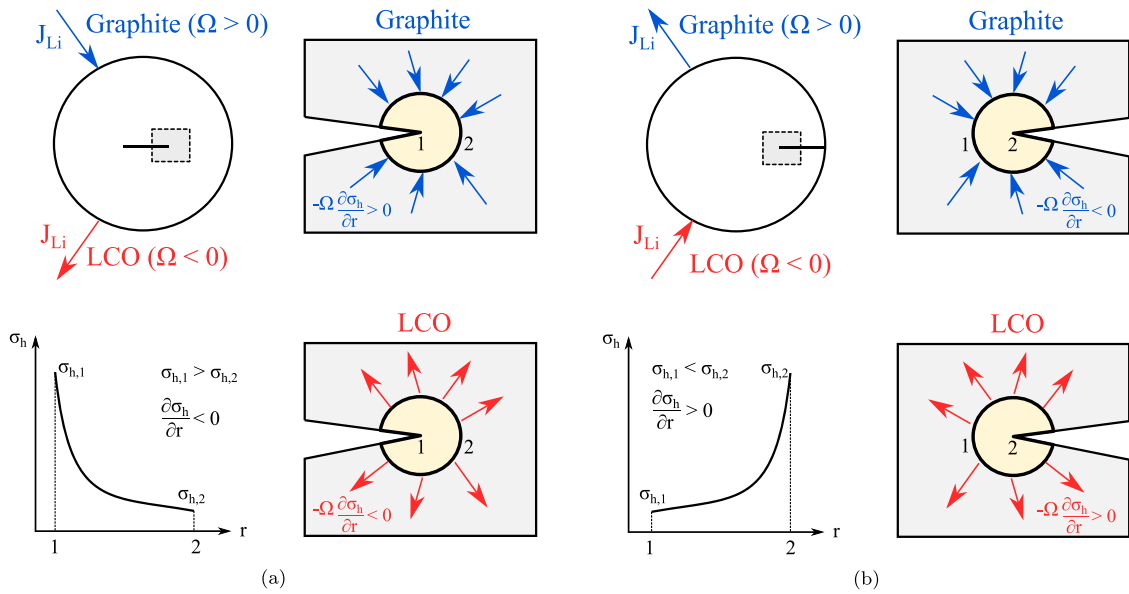 J_Li
Graphite (Ω > 0)
J_Li
LCO (Ω < 0)
Graphite
1
2
-Ω ∂σ_h/∂r > 0
σ_h
σ_h,1
σ_h,1 > σ_h,2
∂σ_h/∂r < 0
σ_h,2
1
2
r
LCO
1
2
-Ω ∂σ_h/∂r < 0
(a)
J_Li
Graphite (Ω > 0)
J_Li
LCO (Ω < 0)
Graphite
1
2
-Ω ∂σ_h/∂r < 0
σ_h
σ_h,1 < σ_h,2
σ_h,2
∂σ_h/∂r > 0
σ_h,1
1
2
r
LCO
1
2
-Ω ∂σ_h/∂r > 0
(b)